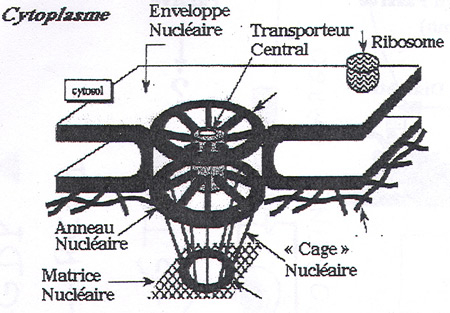 Cytoplasme
Enveloppe
Nucléaire
Transporteur
Central
Ribosome
cytosol
Anneau
Nucléaire
« Cage »
Nucléaire
Matrice
Nucléaire